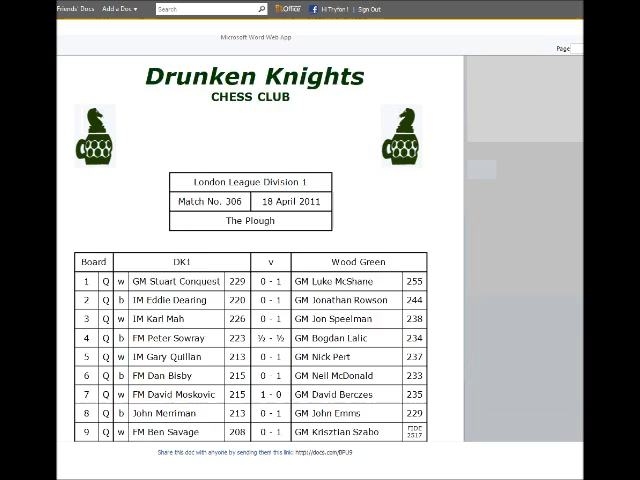 Friends' Docs Add a Doc Search Office Hi Tryfon! | Sign Out
Microsoft Word Web App
Page
Drunken Knights
CHESS CLUB
London League Division 1
Match No. 306 18 April 2011
The Plough
Board DK1 v Wood Green
1 Q w GM Stuart Conquest 229 0 - 1 GM Luke McShane 255
2 Q b IM Eddie Dearing 220 0 - 1 GM Jonathan Rowson 244
3 Q w IM Karl Mah 226 0 - 1 GM Jon Speelman 238
4 Q b FM Peter Sowray 223 ½ - ½ GM Bogdan Lalic 234
5 Q w IM Gary Quillan 213 0 - 1 GM Nick Pert 237
6 Q b FM Dan Bisby 215 0 - 1 GM Neil McDonald 233
7 Q w FM David Moskovic 215 1 - 0 GM David Berczes 235
8 Q b John Merriman 213 0 - 1 GM John Emms 229
9 Q w FM Ben Savage 208 0 - 1 GM Krisztian Szabo FIDE 2517
Share this doc with anyone by sending them this link: http://docs.com/BFU9